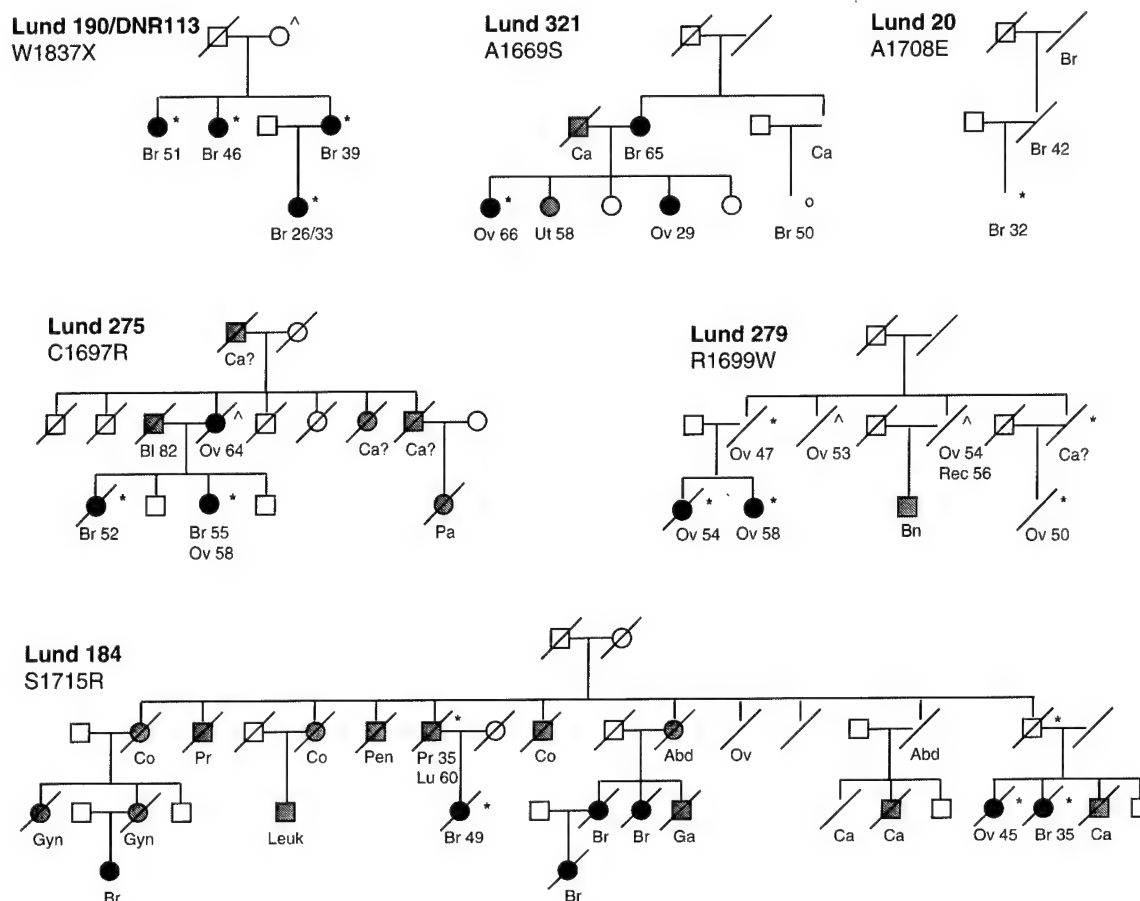 Lund 190/DNR113
W1837X
^
* * *
Br 51 Br 46 Br 39
*
Br 26/33
Lund 321
A1669S
Ca Br 65 Ca
*
Ov 66 Ut 58 Ov 29 Br 50
Lund 20
A1708E
Br
Br 42
*
Br 32
Lund 275
C1697R
Ca?
^
Bl 82 Ov 64 Ca? Ca?
* *
Br 52 Br 55 Pa
Ov 58
Lund 279
R1699W
* ^ ^ *
Ov 47 Ov 53 Ov 54 Ca?
Rec 56
* * *
Ov 54 Ov 58 Bn Ov 50
Lund 184
S1715R
* *
Co Pr Co Pen Pr 35 Co Abd Ov Abd
Lu 60
* * *
Gyn Gyn Leuk Br 49 Br Br Ga Ca Ca Ov 45 Br 35 Ca
Br Br